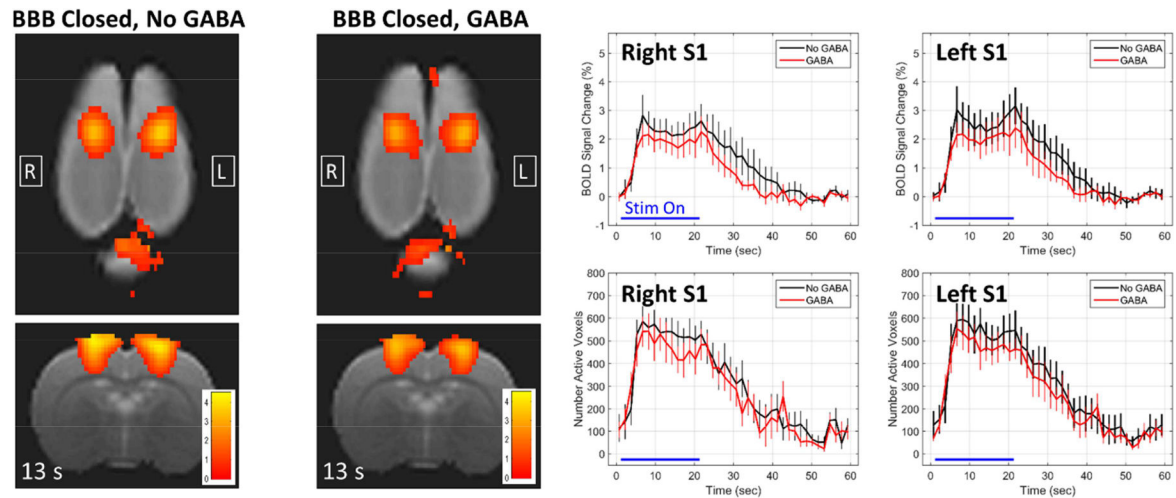 BBB Closed, No GABA
R
L
13 s
4
3
2
1
0
BBB Closed, GABA
R
L
13 s
4
3
2
1
0
Right S1
No GABA
GABA
BOLD Signal Change (%)
5
4
3
2
1
0
-1
Stim On
0 10 20 30 40 50 60
Time (sec)
Left S1
No GABA
GABA
BOLD Signal Change (%)
5
4
3
2
1
0
-1
0 10 20 30 40 50 60
Time (sec)
Right S1
No GABA
GABA
Number Active Voxels
800
700
600
500
400
300
200
100
0
0 10 20 30 40 50 60
Time (sec)
Left S1
No GABA
GABA
Number Active Voxels
800
700
600
500
400
300
200
100
0
0 10 20 30 40 50 60
Time (sec)